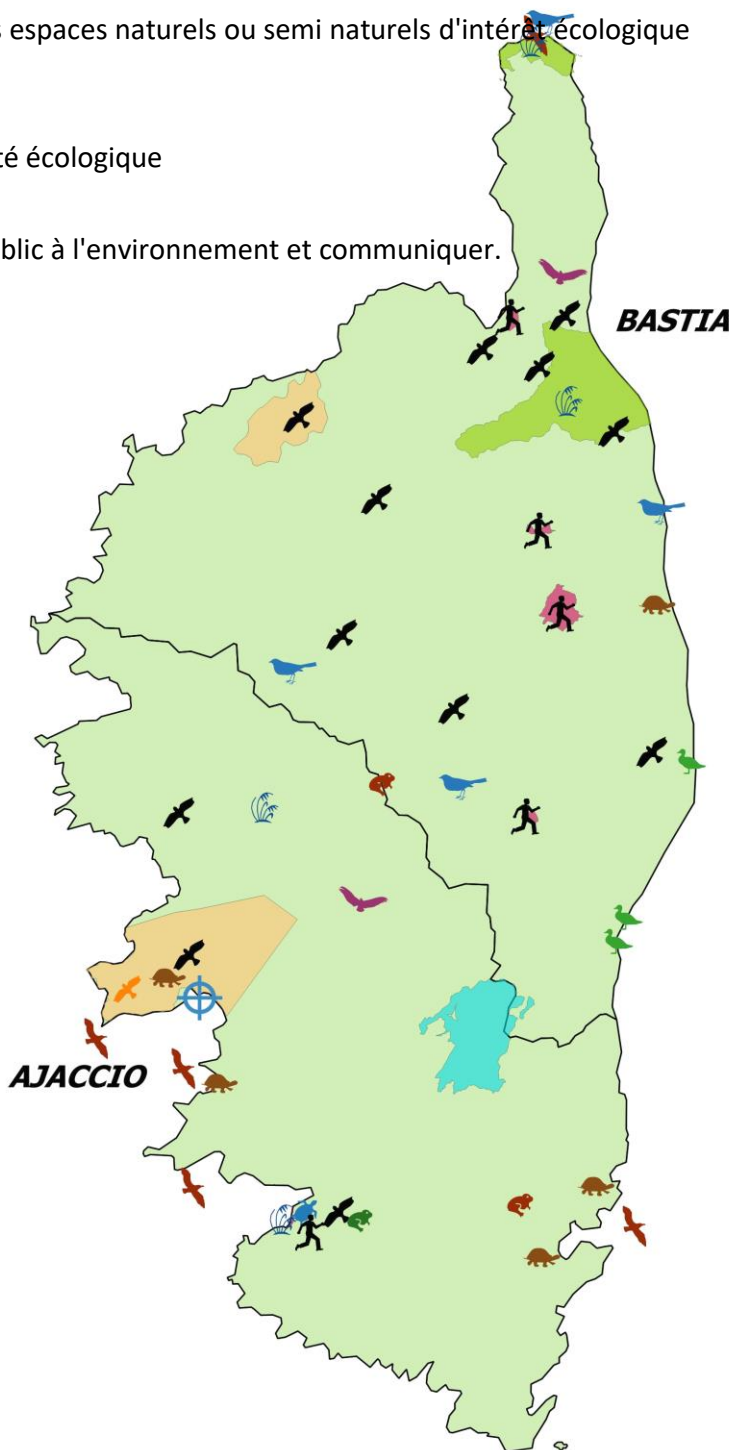 s espaces naturels ou semi naturels d'intérêt écologique
té écologique
blic à l'environnement et communiquer.
BASTIA
AJACCIO